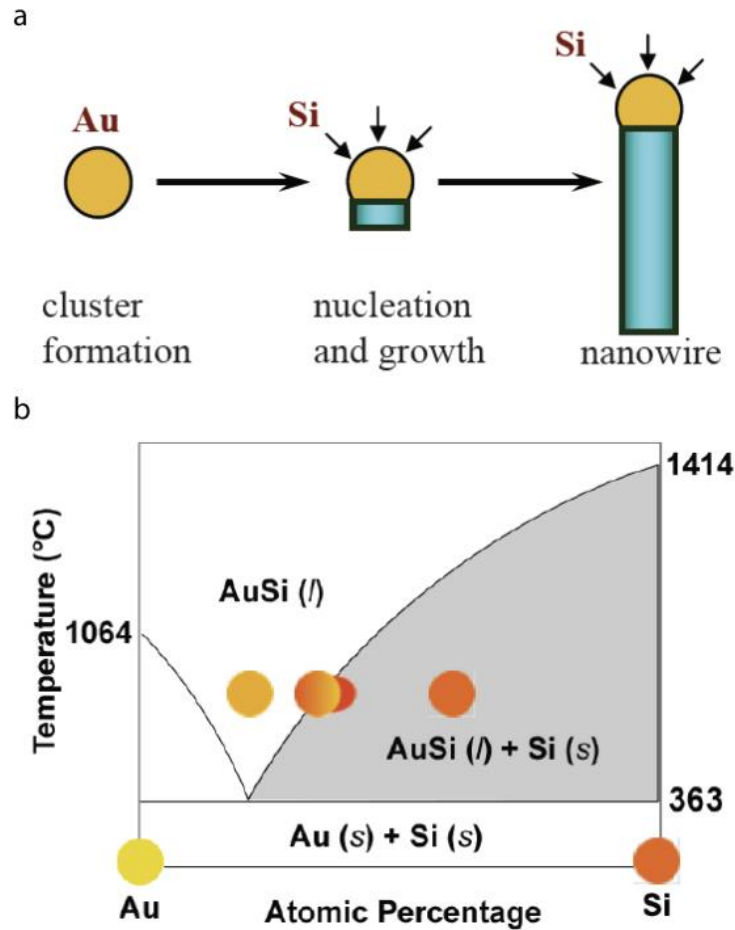 a
Si
Au
Si
cluster
formation
nucleation
and growth
nanowire
b
Temperature (°C)
1414
AuSi (l)
1064
AuSi (l) + Si (s)
363
Au (s) + Si (s)
Au
Atomic Percentage
Si